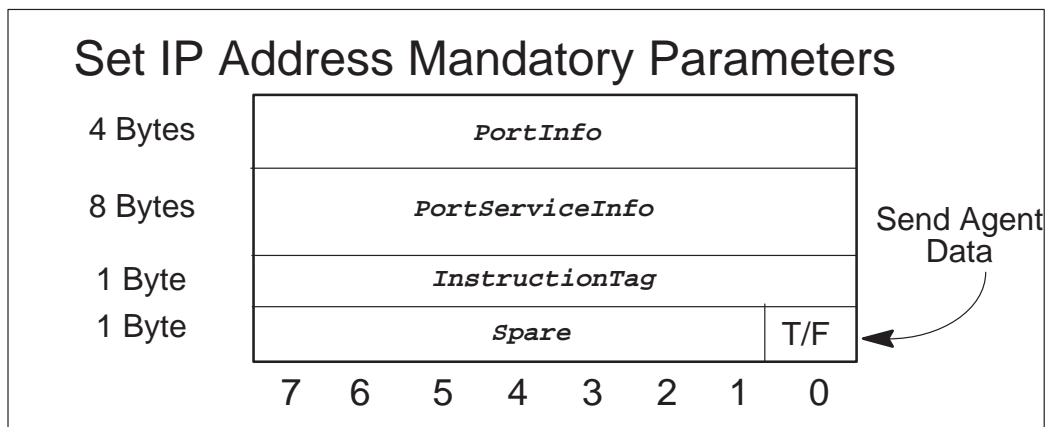 Set IP Address Mandatory Parameters
4 Bytes PortInfo
8 Bytes PortServiceInfo
Send Agent
Data
1 Byte InstructionTag
1 Byte Spare T/F
7 6 5 4 3 2 1 0